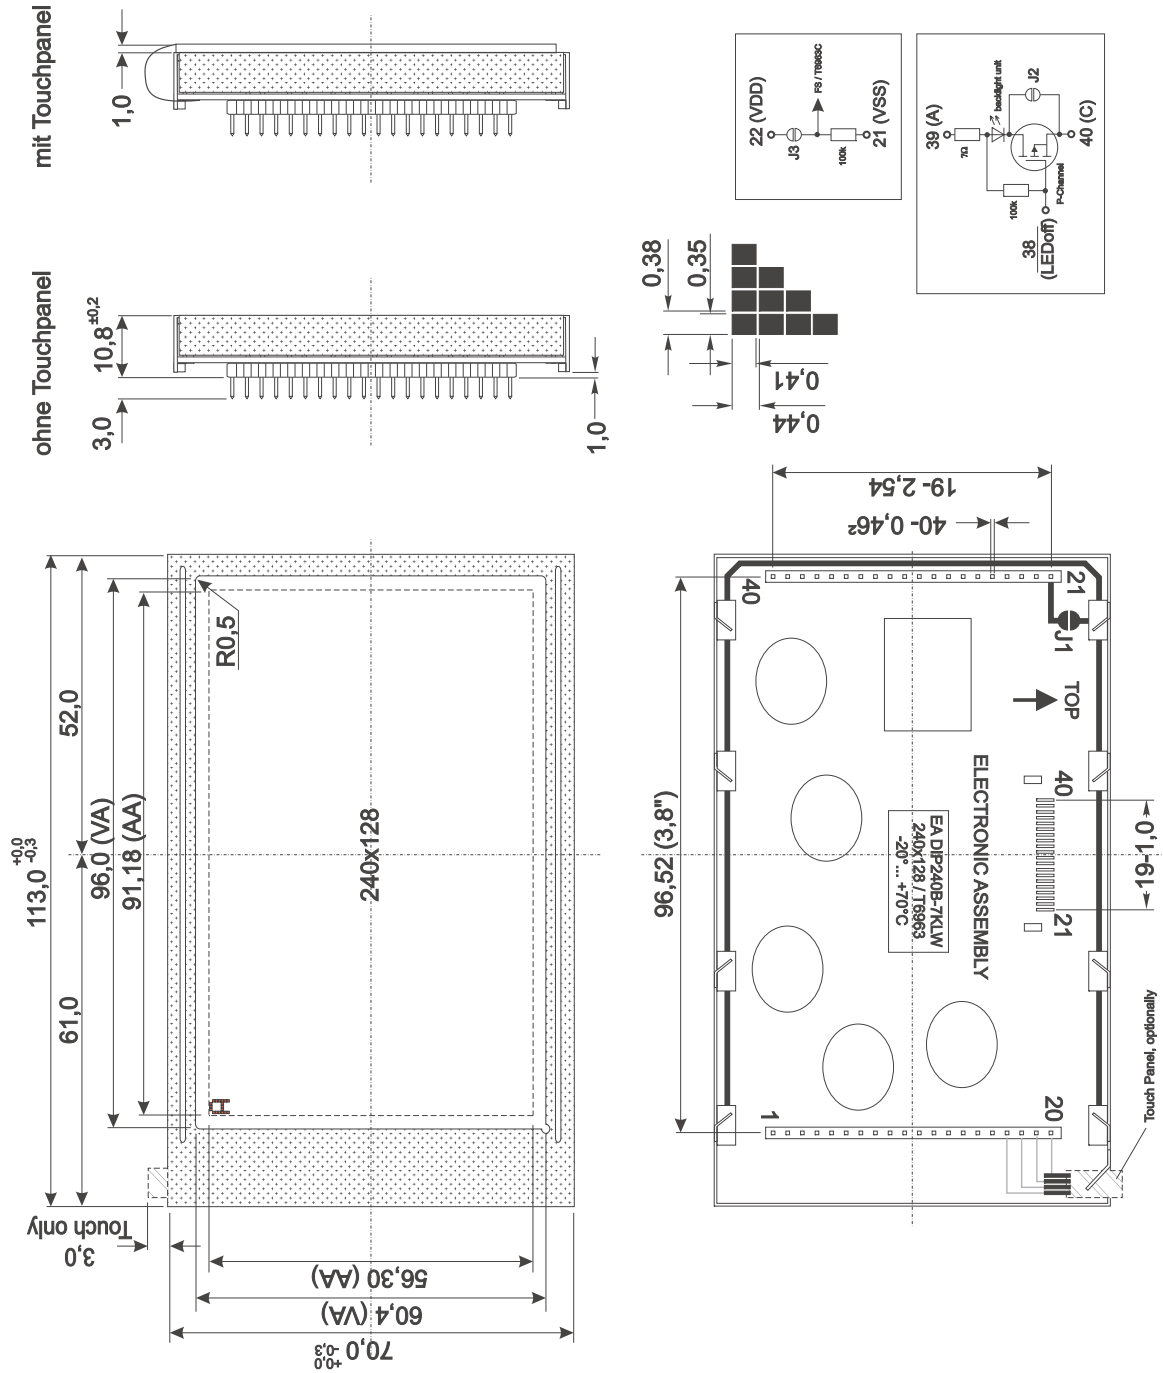 mit Touchpanel
1,0
ohne Touchpanel
10,8 ±0,2
3,0
1,0
22 (VDD)
J3
FS / T6963C
100k
21 (VSS)
39 (A)
7Ω
backlight unit
J2
40 (C)
100k
P-Channel
38
(LEDoff)
0,38
0,35
0,41
0,44
113,0 +0,0 -0,3
52,0
61,0
96,0 (VA)
91,18 (AA)
R0,5
240x128
Touch only
3,0
56,30 (AA)
60,4 (VA)
70,0 +0,0 -0,3
19- 2,54
40- 0,46²
96,52 (3,8")
40
21
J1
TOP
ELECTRONIC ASSEMBLY
EA DIP240B-7KLW
240x128 / T6963
-20°... +70°C
40
21
19-1,0
1
20
Touch Panel, optionally